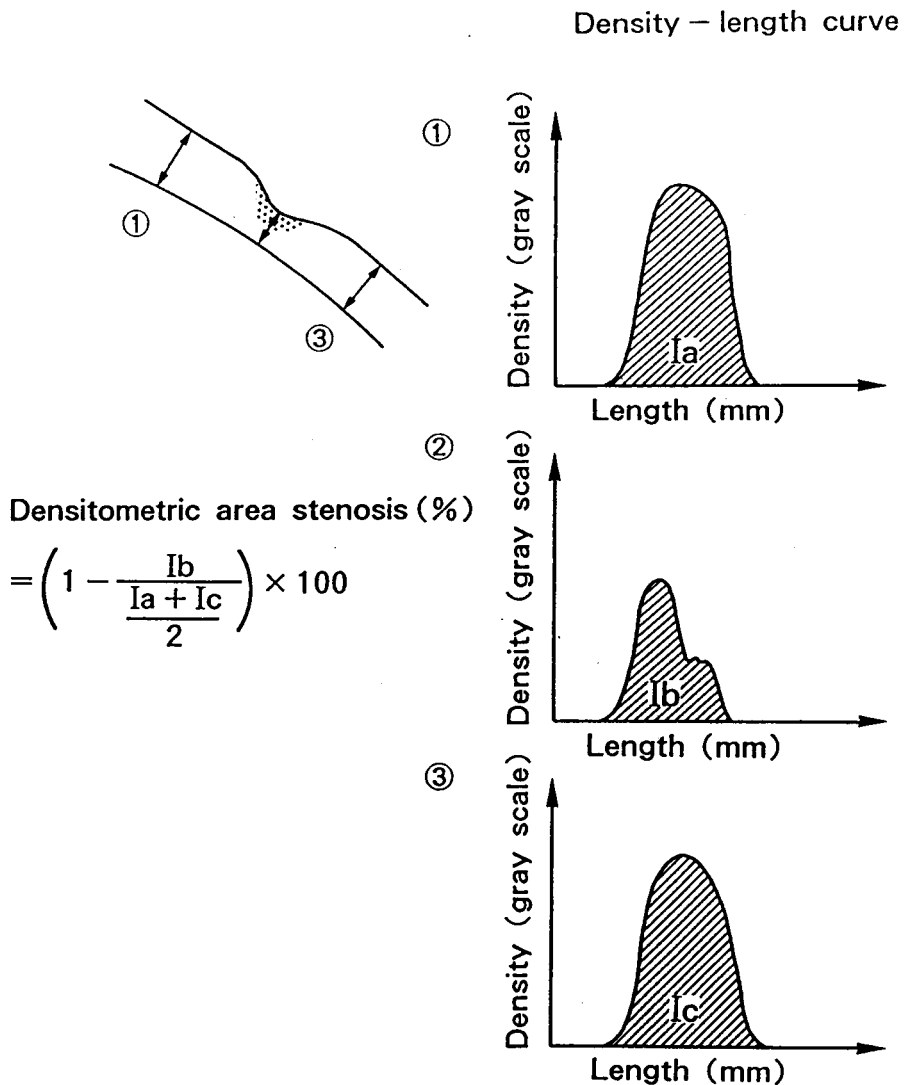 Density – length curve
①
Density (gray scale)
Ia
Length (mm)
①
③
②
Density (gray scale)
Ib
Length (mm)
Densitometric area stenosis (%)
= (1 − Ib / ((Ia + Ic) / 2)) × 100
③
Density (gray scale)
Ic
Length (mm)